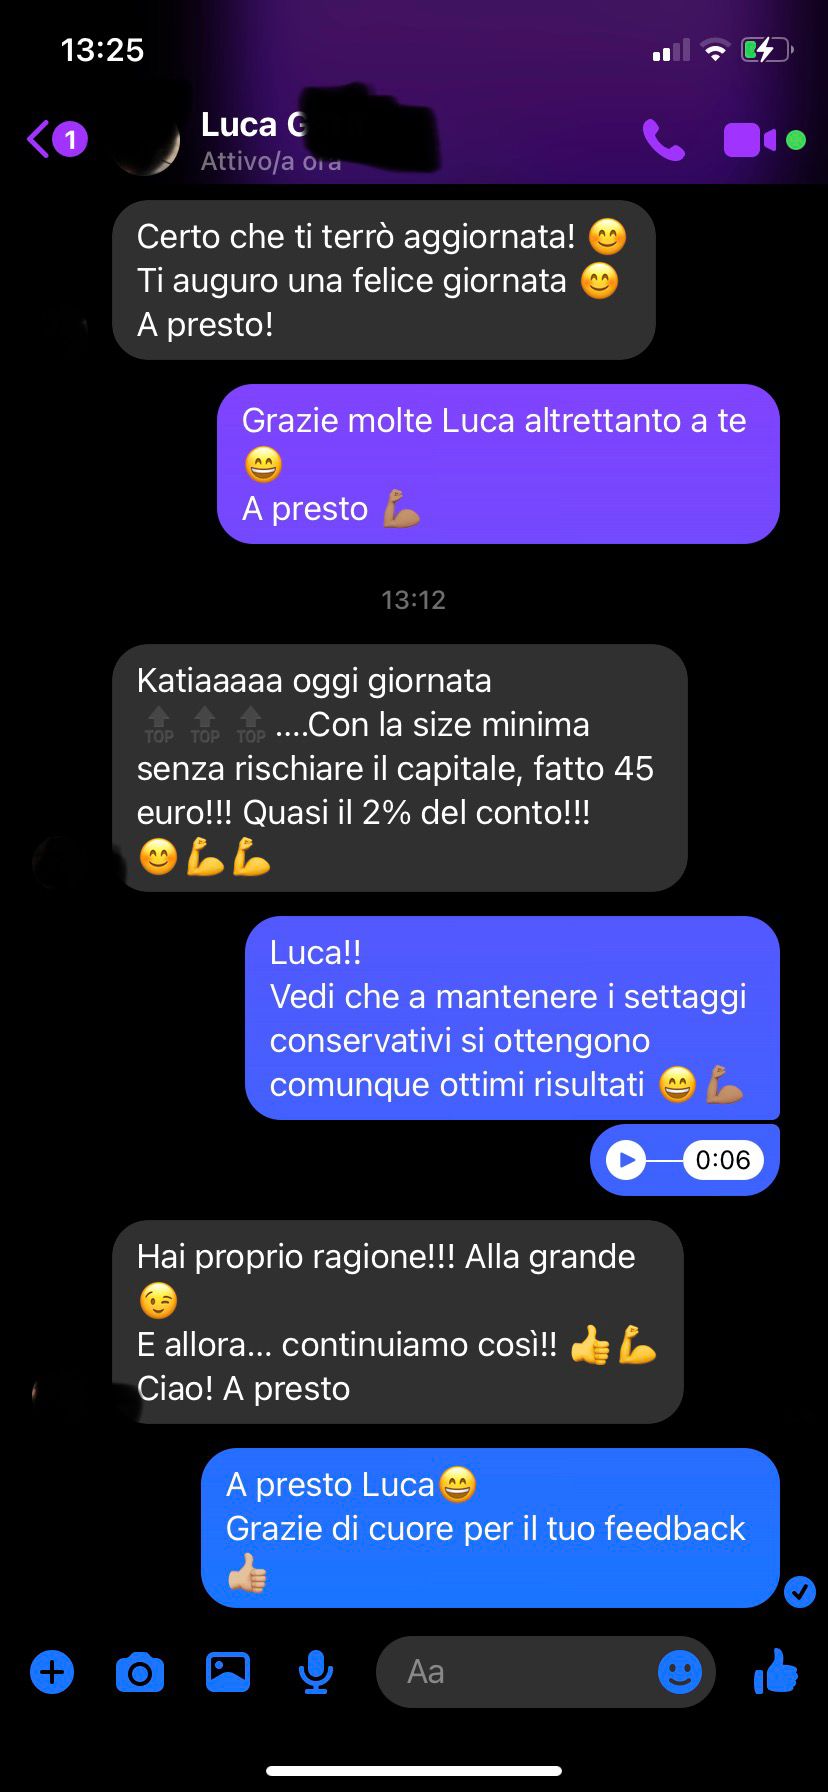 13:25
1
Luca G
Attivo/a ora
Certo che ti terrò aggiornata! 😊
Ti auguro una felice giornata 😊
A presto!
Grazie molte Luca altrettanto a te
😄
A presto 💪🏽
13:12
Katiaaaaa oggi giornata
🔝 🔝 🔝 ....Con la size minima
senza rischiare il capitale, fatto 45
euro!!! Quasi il 2% del conto!!!
😊💪💪
Luca!!
Vedi che a mantenere i settaggi
conservativi si ottengono
comunque ottimi risultati 😄💪🏽
0:06
Hai proprio ragione!!! Alla grande
😉
E allora... continuiamo così!! 👍💪
Ciao! A presto
A presto Luca😄
Grazie di cuore per il tuo feedback
👍🏼
Aa